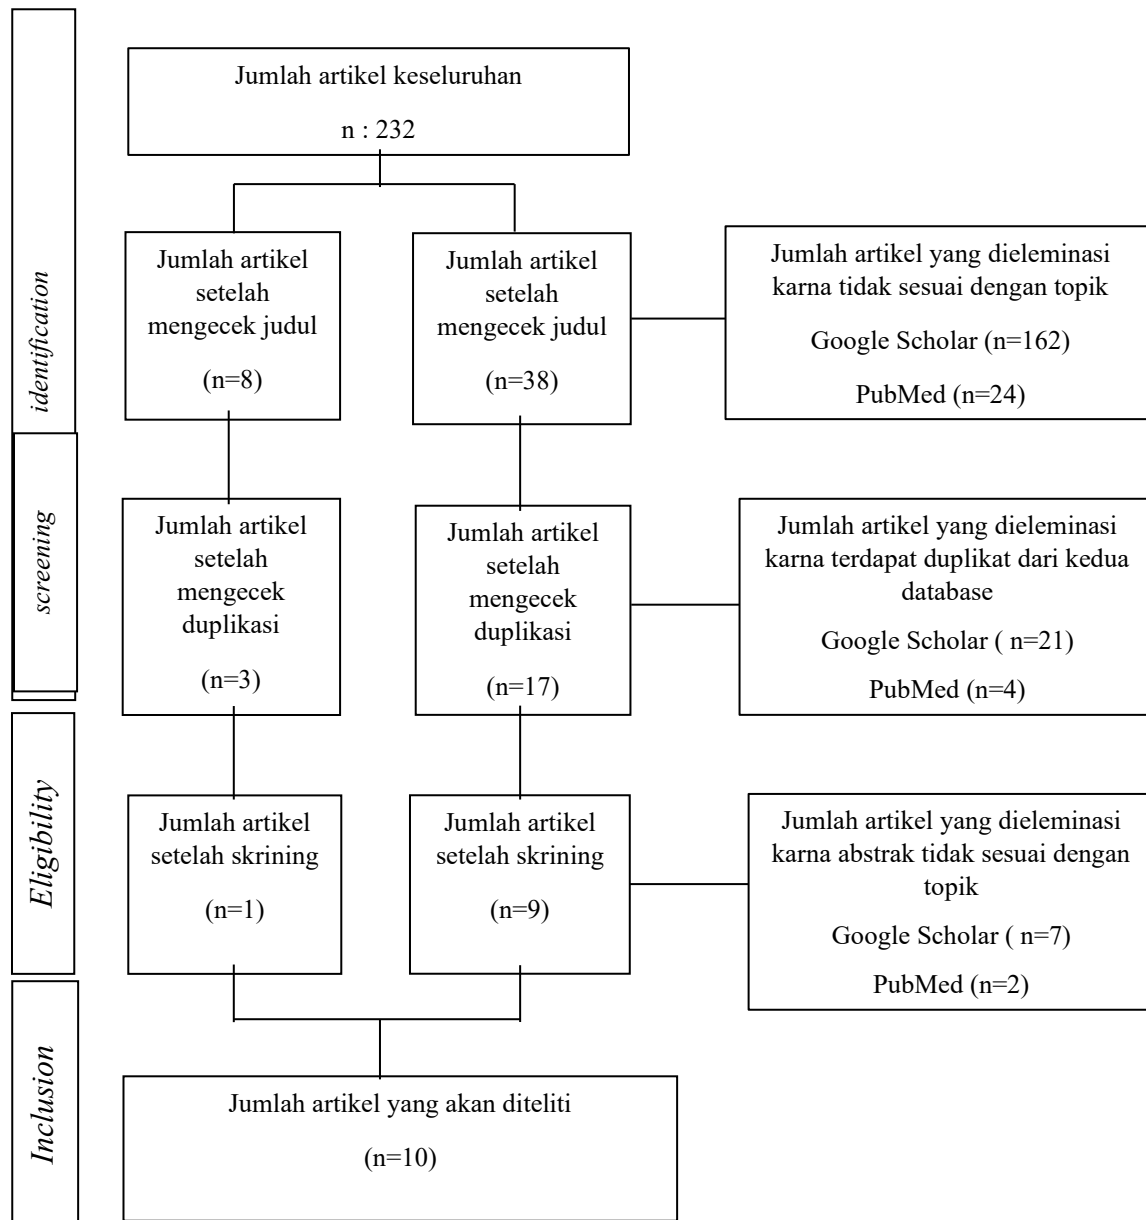 Jumlah artikel keseluruhan
n : 232
identification
Jumlah artikel
setelah
mengecek judul
(n=8)
Jumlah artikel
setelah
mengecek judul
(n=38)
Jumlah artikel yang dieleminasi
karna tidak sesuai dengan topik
Google Scholar (n=162)
PubMed (n=24)
screening
Jumlah artikel
setelah
mengecek
duplikasi
(n=3)
Jumlah artikel
setelah
mengecek
duplikasi
(n=17)
Jumlah artikel yang dieleminasi
karna terdapat duplikat dari kedua
database
Google Scholar ( n=21)
PubMed (n=4)
Eligibility
Jumlah artikel
setelah skrining
(n=1)
Jumlah artikel
setelah skrining
(n=9)
Jumlah artikel yang dieleminasi
karna abstrak tidak sesuai dengan
topik
Google Scholar ( n=7)
PubMed (n=2)
Inclusion
Jumlah artikel yang akan diteliti
(n=10)